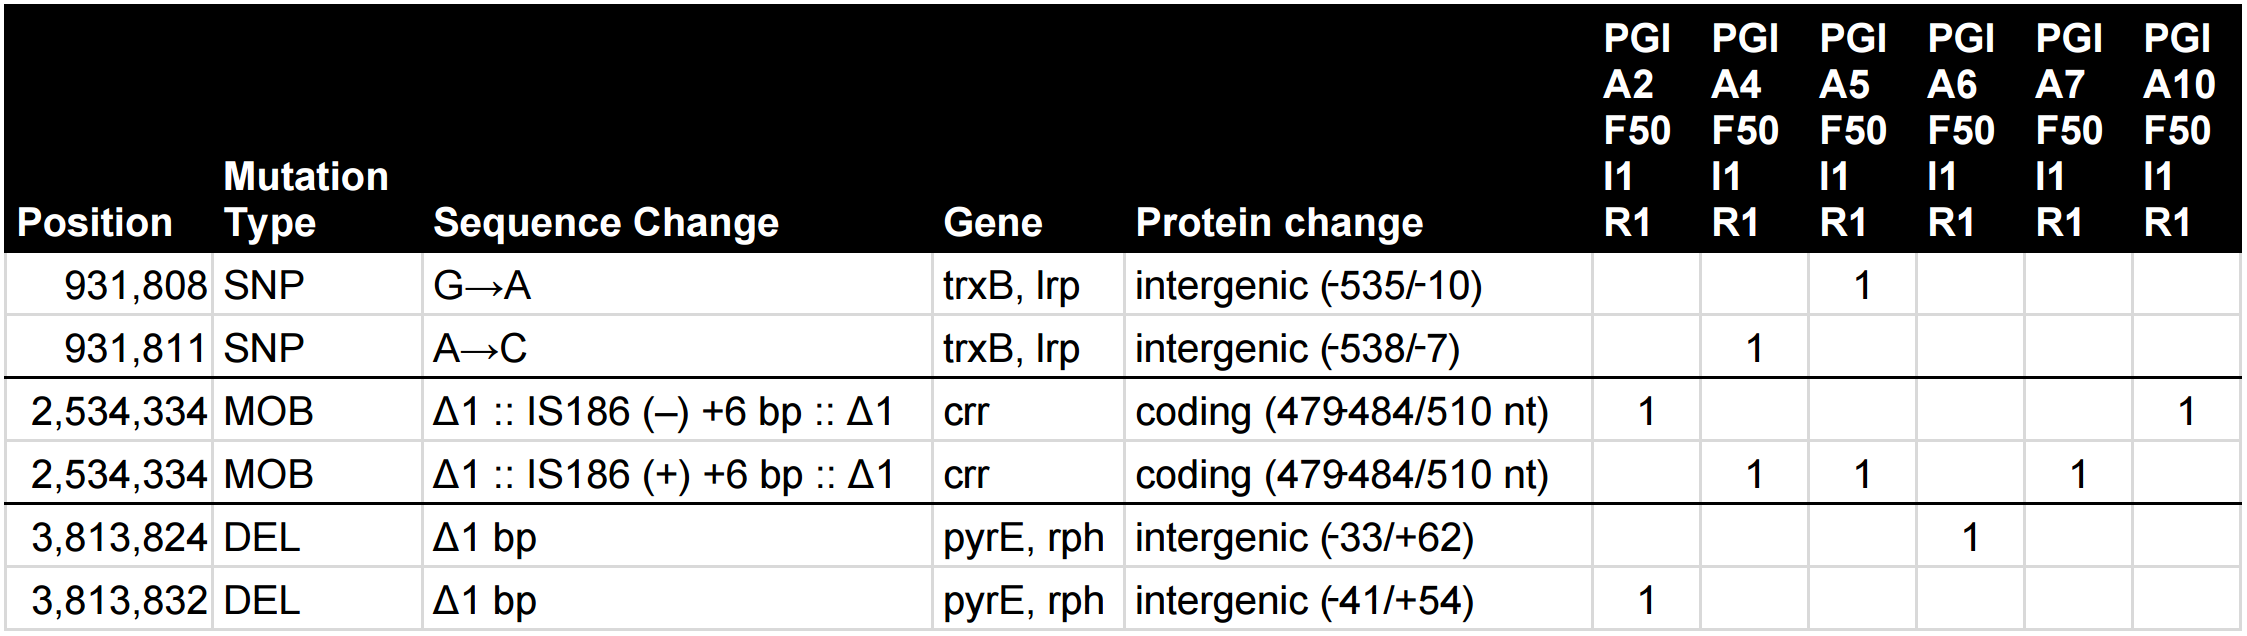 PGI PGI PGI PGI PGI PGI
A2 A4 A5 A6 A7 A10
F50 F50 F50 F50 F50 F50
Mutation I1 I1 I1 I1 I1 I1
Position Type Sequence Change Gene Protein change R1 R1 R1 R1 R1 R1
931,808 SNP G→A trxB, lrp intergenic (-535/-10) 1
931,811 SNP A→C trxB, lrp intergenic (-538/-7) 1
2,534,334 MOB Δ1 :: IS186 (–) +6 bp :: Δ1 crr coding (479-484/510 nt) 1 1
2,534,334 MOB Δ1 :: IS186 (+) +6 bp :: Δ1 crr coding (479-484/510 nt) 1 1 1
3,813,824 DEL Δ1 bp pyrE, rph intergenic (-33/+62) 1
3,813,832 DEL Δ1 bp pyrE, rph intergenic (-41/+54) 1